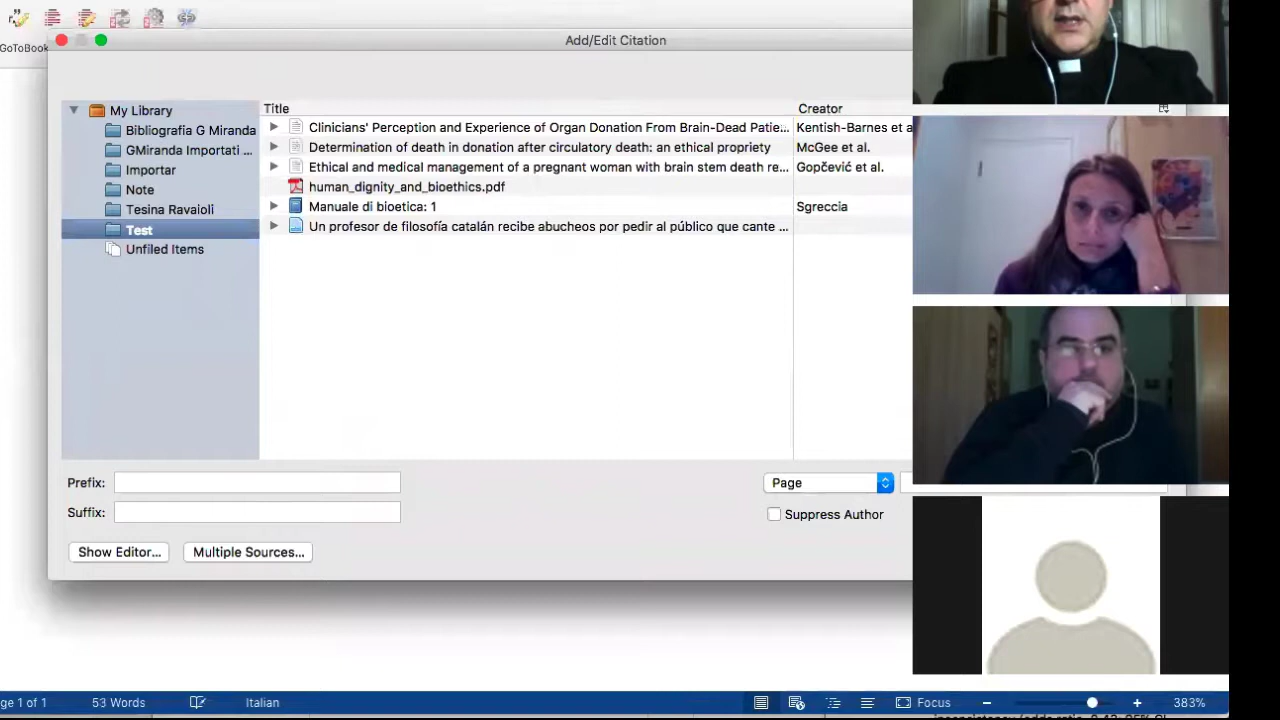 GoToBook
Add/Edit Citation
My Library
Bibliografia G Miranda
GMiranda Importati ...
Importar
Note
Tesina Ravaioli
Test
Unfiled Items
Title Creator
Clinicians' Perception and Experience of Organ Donation From Brain-Dead Patie... Kentish-Barnes et a
Determination of death in donation after circulatory death: an ethical propriety McGee et al.
Ethical and medical management of a pregnant woman with brain stem death re... Gopčević et al.
human_dignity_and_bioethics.pdf
Manuale di bioetica: 1 Sgreccia
Un profesor de filosofía catalán recibe abucheos por pedir al público que cante ...
Prefix: Page
Suffix: Suppress Author
Show Editor... Multiple Sources...
ge 1 of 1 53 Words Italian Focus 383%